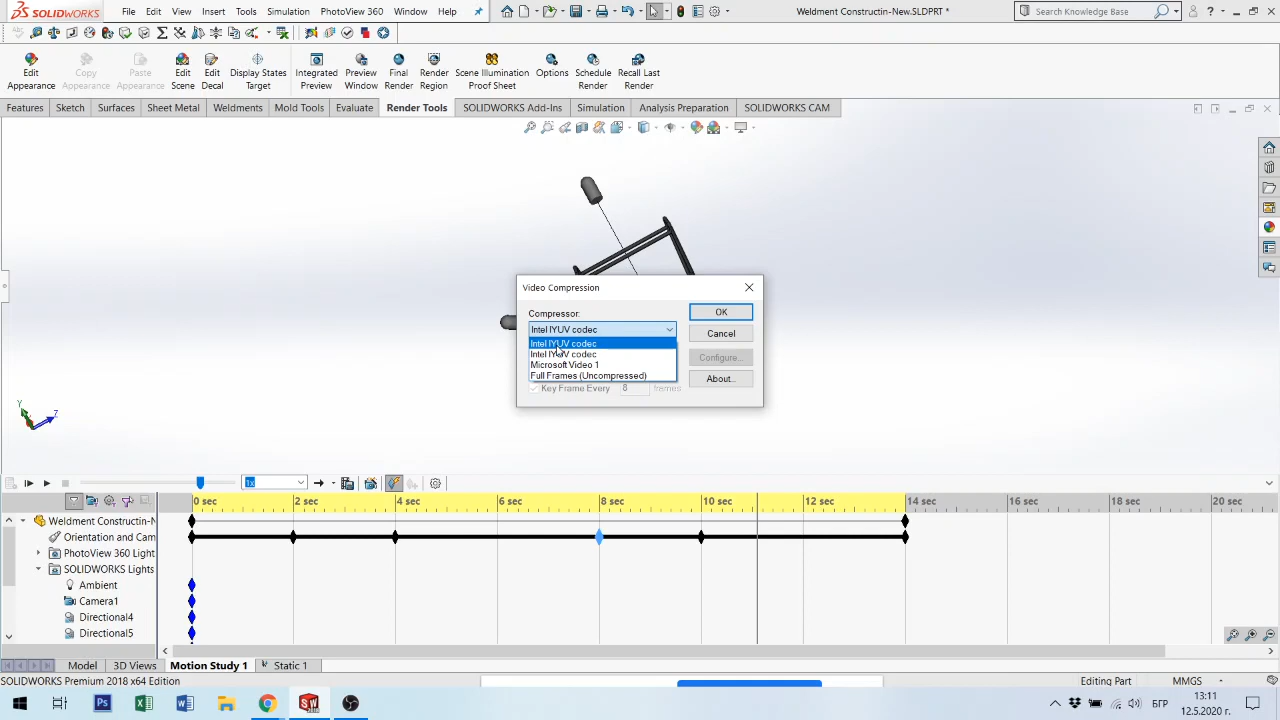 SOLIDWORKS File Edit View Insert Tools Simulation PhotoView 360 Window Help Weldment Constructin-New.SLDPRT * Search Knowledge Base
Edit Appearance
Copy Appearance
Paste Appearance
Edit Scene
Edit Decal
Display States Target
Integrated Preview
Preview Window
Final Render
Render Region
Scene Illumination Proof Sheet
Options
Schedule Render
Recall Last Render
Features Sketch Surfaces Sheet Metal Weldments Mold Tools Evaluate Render Tools SOLIDWORKS Add-Ins Simulation Analysis Preparation SOLIDWORKS CAM
Video Compression
Compressor:
Intel IYUV codec
Intel IYUV codec
Intel IYUV codec
Microsoft Video 1
Full Frames (Uncompressed)
Key Frame Every 8 frames
OK
Cancel
Configure...
About...
Y
Z
1x
0 sec 2 sec 4 sec 6 sec 8 sec 10 sec 12 sec 14 sec 16 sec 18 sec 20 sec
Weldment Constructin-N
Orientation and Cam
PhotoView 360 Light
SOLIDWORKS Lights
Ambient
Camera1
Directional4
Directional5
Model 3D Views Motion Study 1 Static 1
SOLIDWORKS Premium 2018 x64 Edition Editing Part MMGS
БГР
13:11
12.5.2020 г.